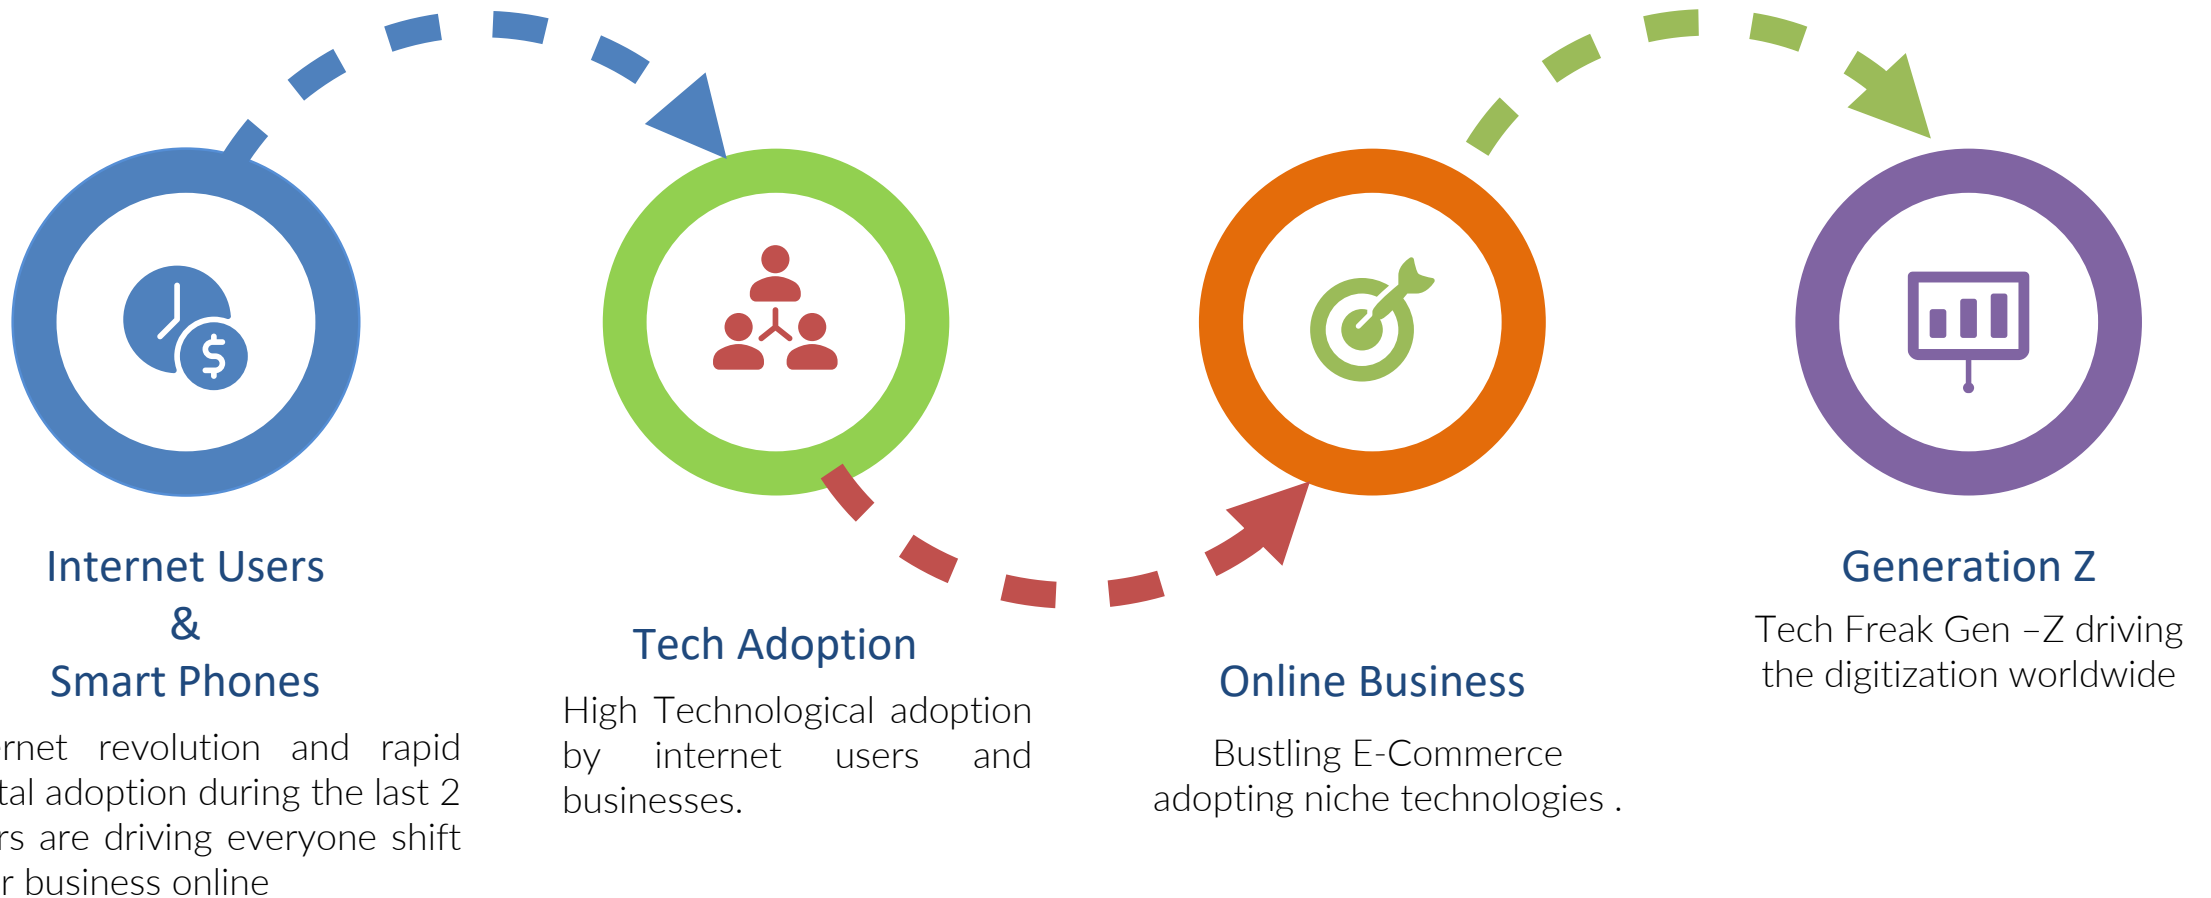 Internet Users
&
Smart Phones
ernet revolution and rapid
tal adoption during the last 2
rs are driving everyone shift
r business online
Tech Adoption
High Technological adoption
by internet users and
businesses.
Online Business
Bustling E-Commerce
adopting niche technologies .
Generation Z
Tech Freak Gen –Z driving
the digitization worldwide
$